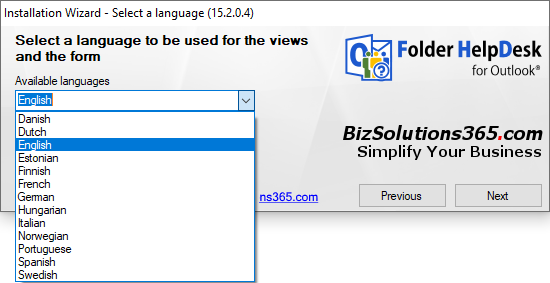 Installation Wizard - Select a language (15.2.0.4)
Select a language to be used for the views
and the form
Folder HelpDesk
for Outlook®
Available languages
English
Danish
Dutch
English
Estonian
Finnish
French
German
Hungarian
Italian
Norwegian
Portuguese
Spanish
Swedish
BizSolutions365.com
Simplify Your Business
ns365.com
Previous
Next